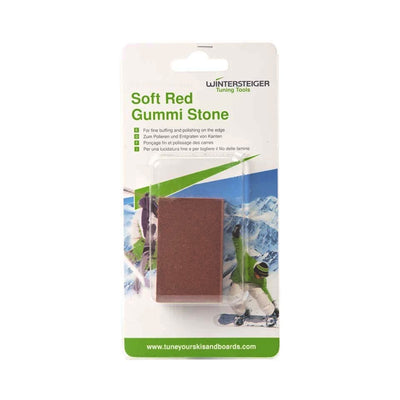 WINTERSTEIGER
Tuning Tools
Soft Red
Gummi Stone
For fine buffing and polishing on the edge
Zum Polieren und Entgraten von Kanten
Ponçage fin et polissage des carres
Per una lucidatura fine e per togliere il filo delle lamine
www.tuneyourskisandboards.com